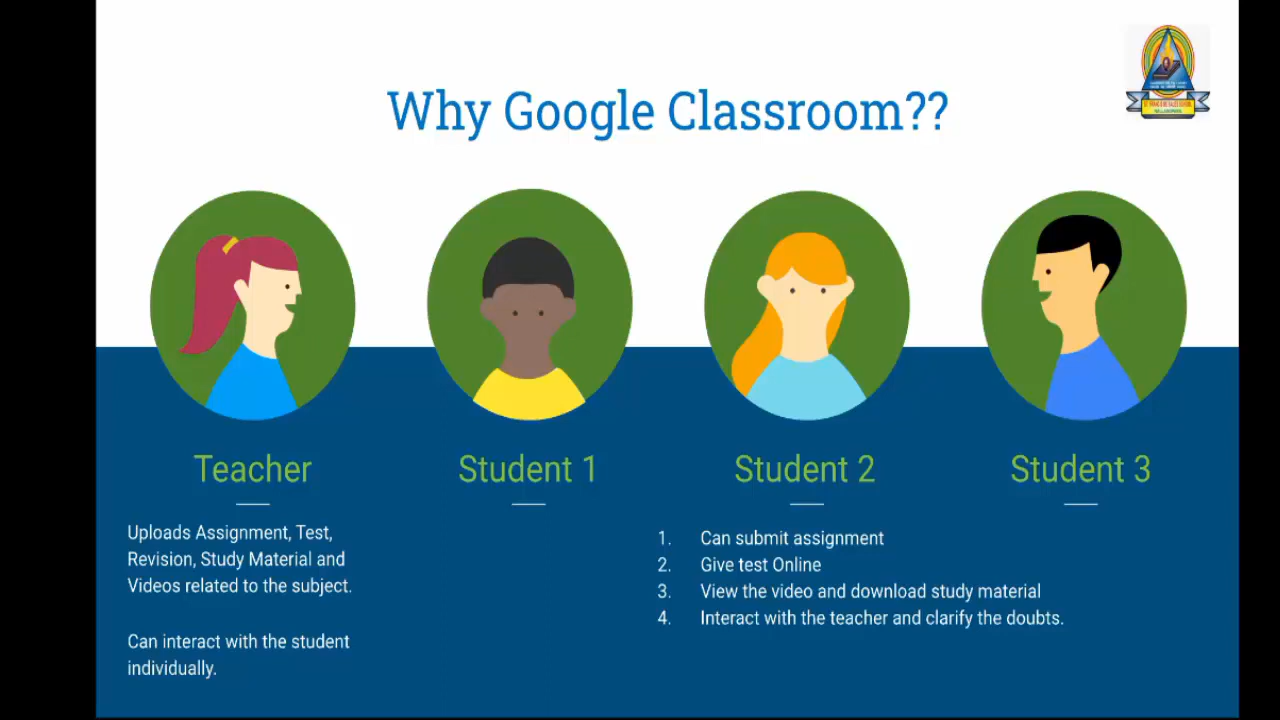 Why Google Classroom??
Teacher
Student 1
Student 2
Student 3
Uploads Assignment, Test,
Revision, Study Material and
Videos related to the subject.
Can interact with the student
individually.
1. Can submit assignment
2. Give test Online
3. View the video and download study material
4. Interact with the teacher and clarify the doubts.